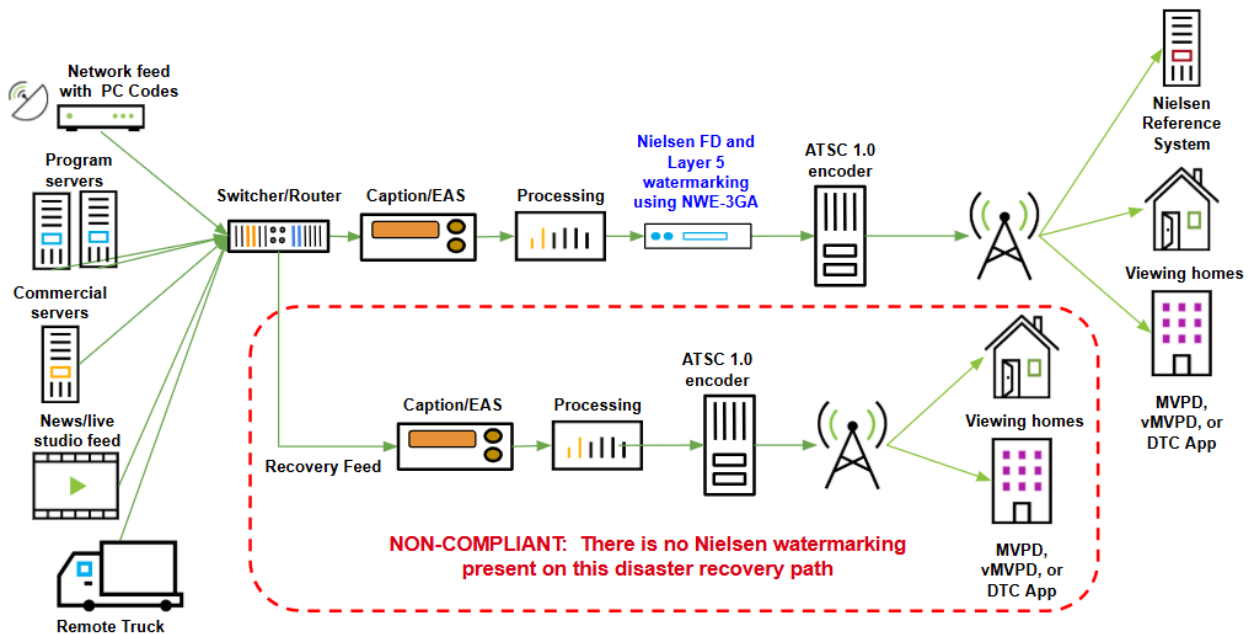 Network feed
with PC Codes
Program
servers
Commercial
servers
News/live
studio feed
Remote Truck
Switcher/Router
Caption/EAS
Processing
Nielsen FD and
Layer 5
watermarking
using NWE-3GA
ATSC 1.0
encoder
Nielsen
Reference
System
Viewing homes
MVPD,
vMVPD, or
DTC App
Recovery Feed
Caption/EAS
Processing
ATSC 1.0
encoder
Viewing homes
MVPD,
vMVPD, or
DTC App
NON-COMPLIANT: There is no Nielsen watermarking
present on this disaster recovery path